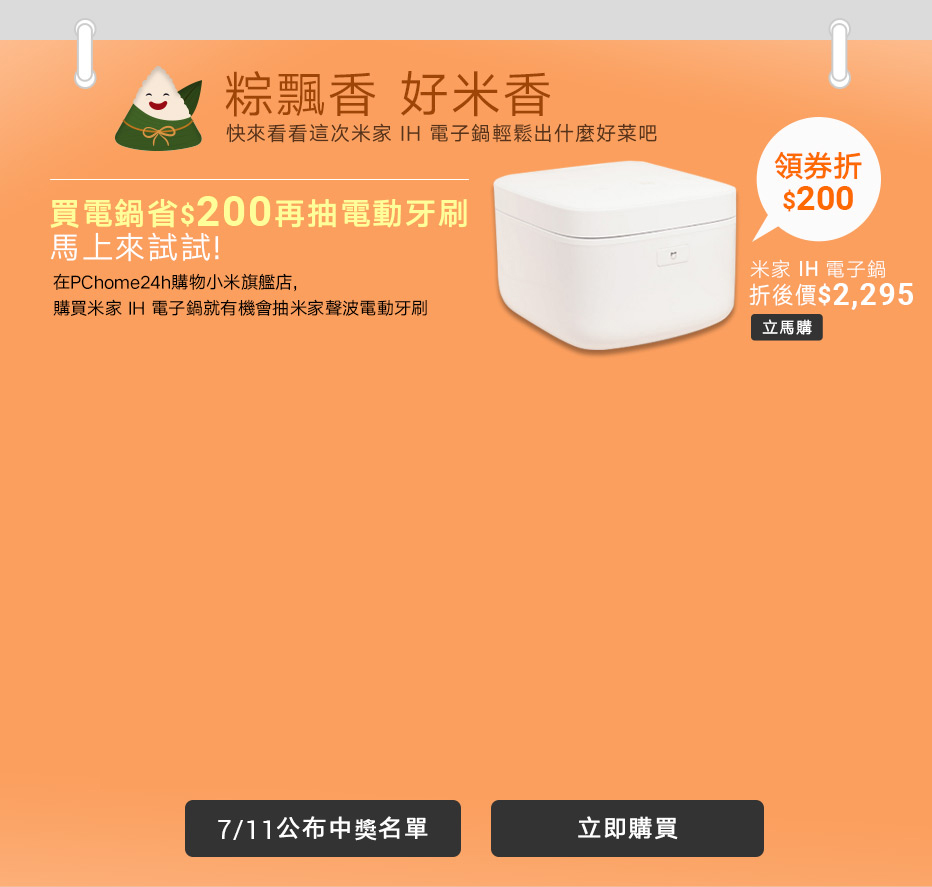 粽飄香 好米香
快來看看這次米家 IH 電子鍋輕鬆出什麼好菜吧
買電鍋省$200再抽電動牙刷
馬上來試試!
在PChome24h購物小米旗艦店,
購買米家 IH 電子鍋就有機會抽米家聲波電動牙刷
領券折
$200
米家 IH 電子鍋
折後價$2,295
立馬購
7/11公布中獎名單
立即購買